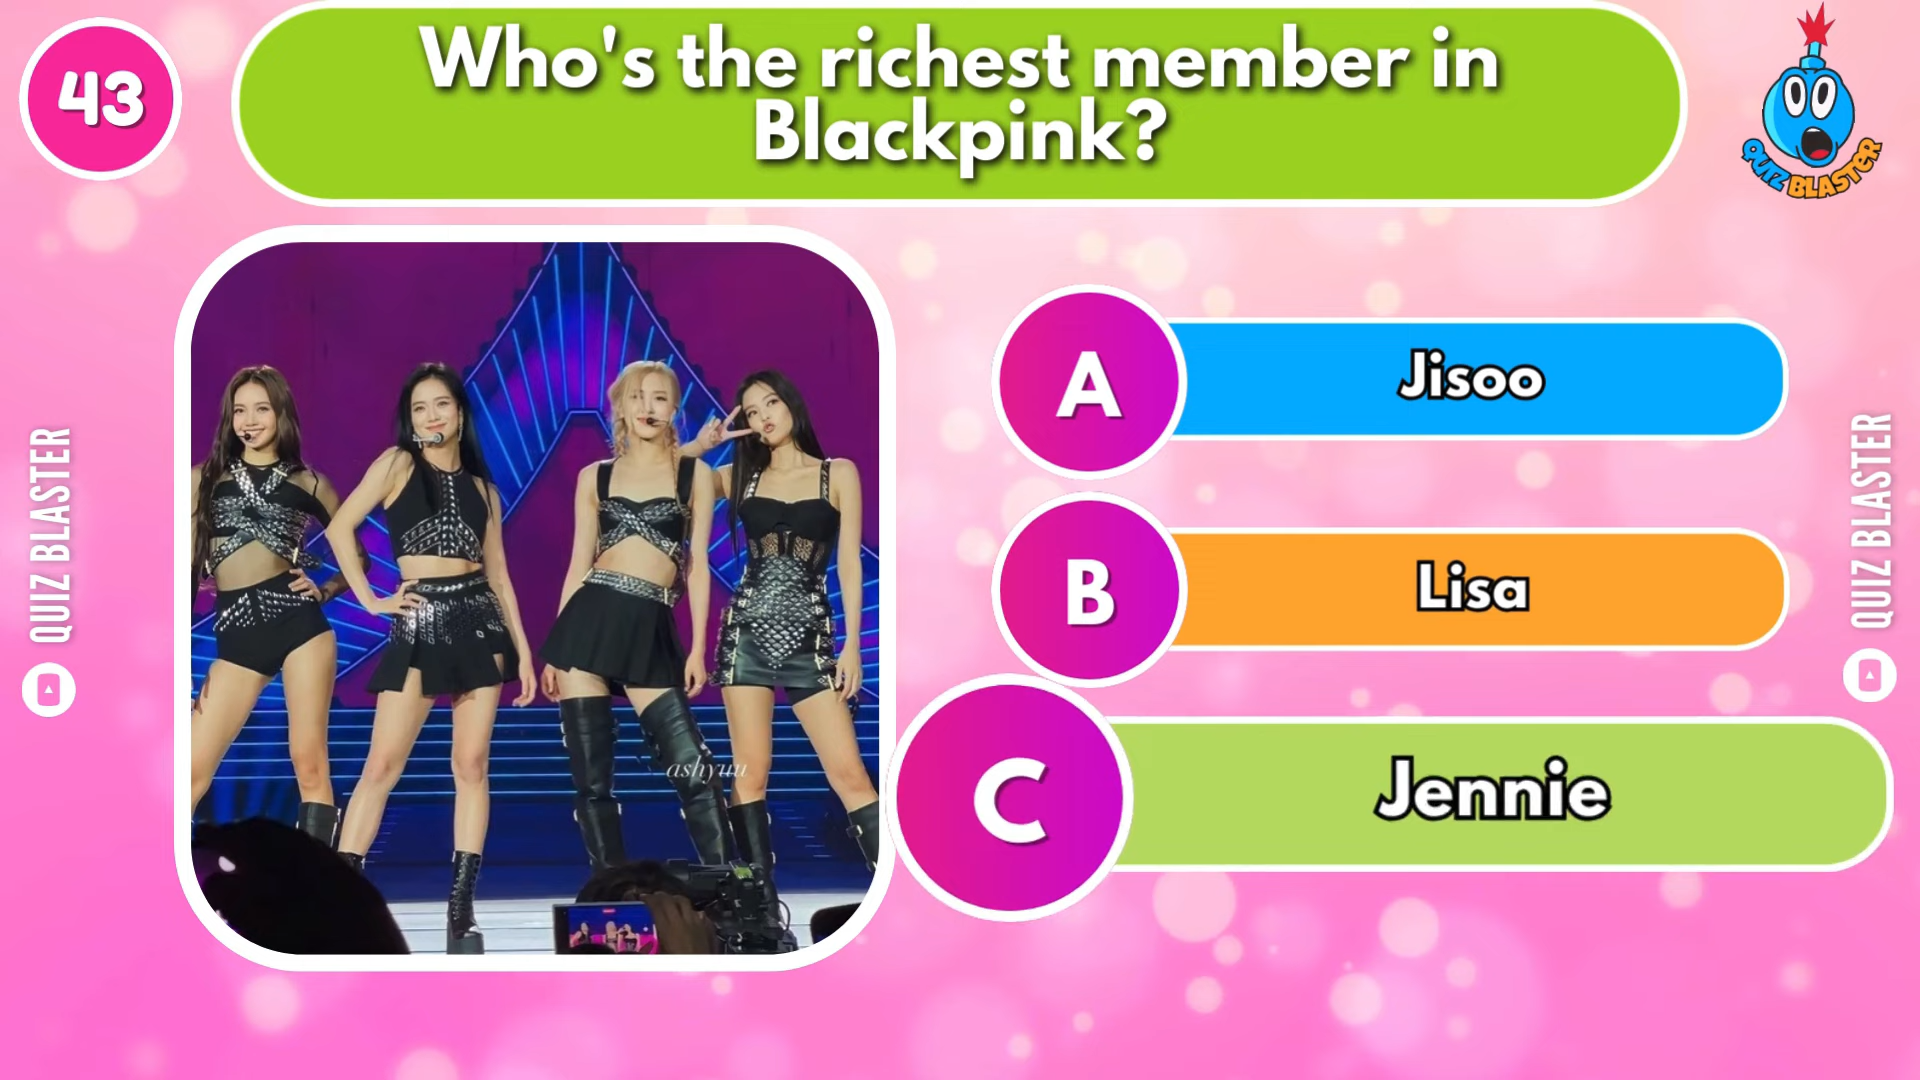 43
Who's the richest member in
Blackpink?
QUIZ BLASTER
A
Jisoo
B
Lisa
C
Jennie
ashyuu
QUIZ BLASTER
QUIZ BLASTER